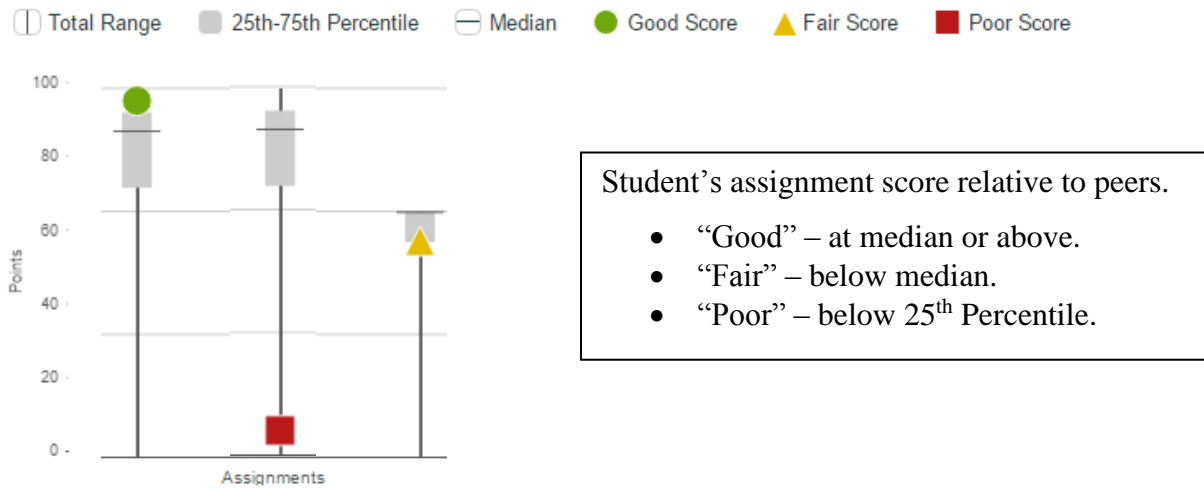 Total Range 25th-75th Percentile Median Good Score Fair Score Poor Score
100
80
60
40
20
0
Points
Assignments
Student’s assignment score relative to peers.
• “Good” – at median or above.
• “Fair” – below median.
• “Poor” – below 25th Percentile.